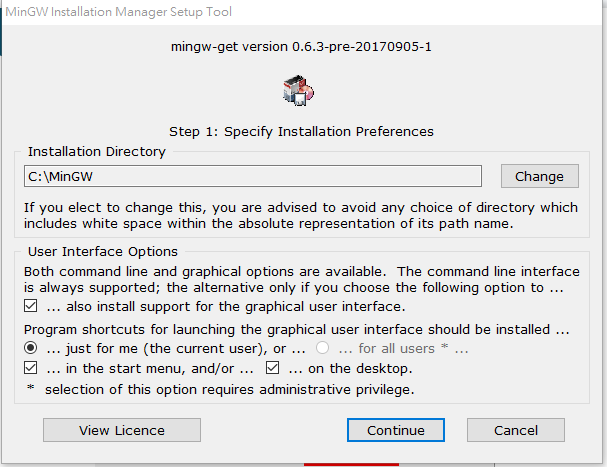 MinGW Installation Manager Setup Tool
mingw-get version 0.6.3-pre-20170905-1
Step 1: Specify Installation Preferences
Installation Directory
C:\MinGW
Change
If you elect to change this, you are advised to avoid any choice of directory which
includes white space within the absolute representation of its path name.
User Interface Options
Both command line and graphical options are available.  The command line interface
is always supported; the alternative only if you choose the following option to ...
... also install support for the graphical user interface.
Program shortcuts for launching the graphical user interface should be installed ...
... just for me (the current user), or ... ... for all users * ...
... in the start menu, and/or ... ... on the desktop.
* selection of this option requires administrative privilege.
View Licence Continue Cancel